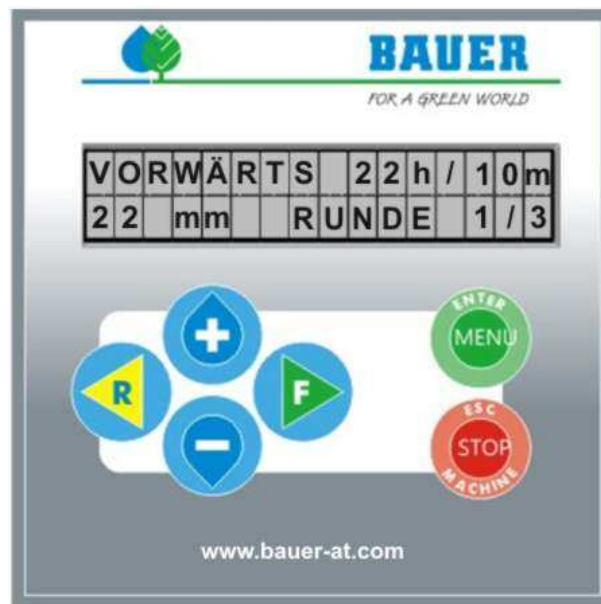 BAUER
FOR A GREEN WORLD
VORWÄRTS 22h/10m
22 mm RUNDE 1/3
R
F
ENTER
MENU
ESC
STOP
MACHINE
www.bauer-at.com